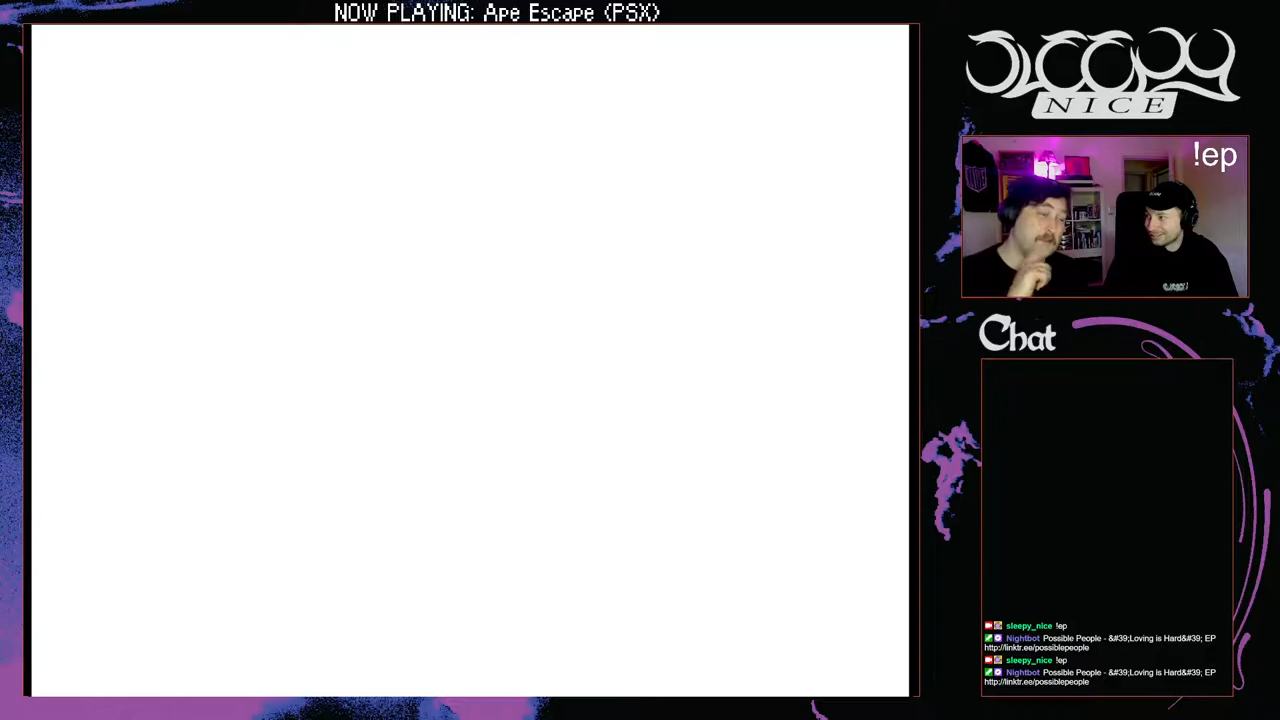 NOW PLAYING: Ape Escape (PSX)
SLEEPY
NICE
!ep
Chat
sleepy_nice !ep
Nightbot Possible People - &#39;Loving is Hard&#39; EP
http://linktr.ee/possiblepeople
sleepy_nice !ep
Nightbot Possible People - &#39;Loving is Hard&#39; EP
http://linktr.ee/possiblepeople